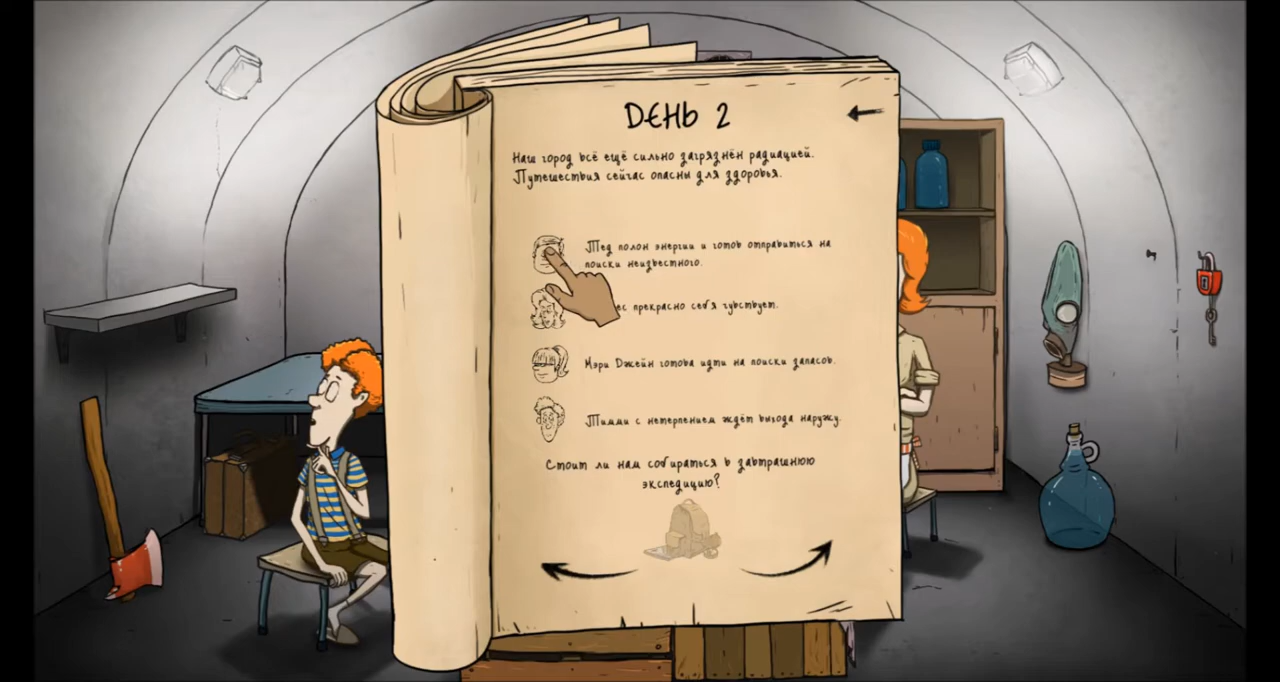 ДЕНЬ 2
Наш город всё ещё сильно загрязнён радиацией.
Путешествия сейчас опасны для здоровья.
Тед полон энергии и готов отправиться на
поиски неизвестного.
ес прекрасно себя чувствует.
Мэри Джейн готова идти на поиски запасов.
Тимми с нетерпением ждёт выхода наружу.
Стоит ли нам собираться в завтрашнюю
экспедицию?